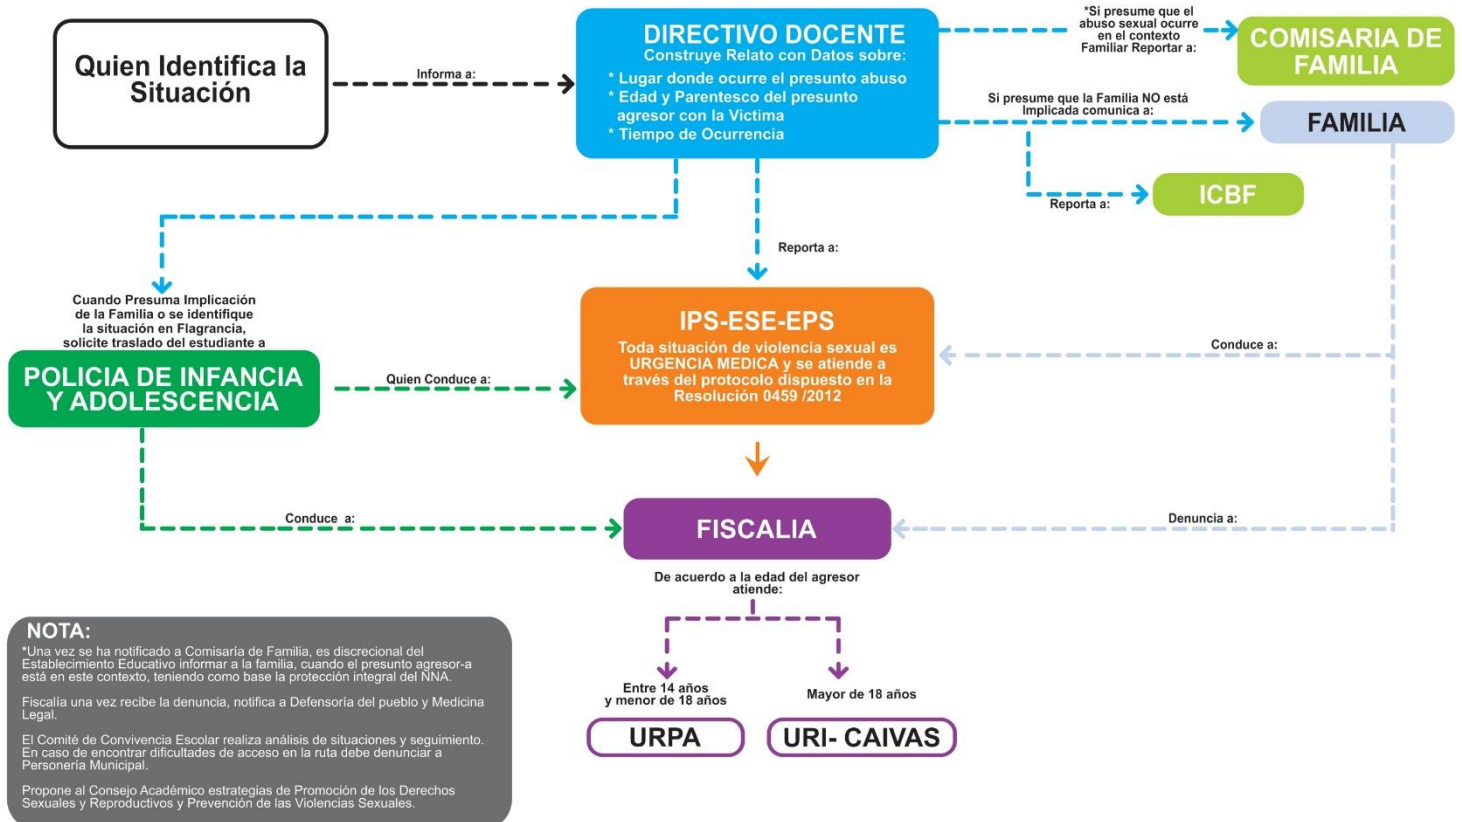 Quien Identifica la
Situación
Informa a:
DIRECTIVO DOCENTE
Construye Relato con Datos sobre:
* Lugar donde ocurre el presunto abuso
* Edad y Parentesco del presunto
agresor con la Victima
* Tiempo de Ocurrencia
*Si presume que el
abuso sexual ocurre
en el contexto
Familiar Reportar a:
COMISARIA DE
FAMILIA
Si presume que la Familia NO está
Implicada comunica a:
FAMILIA
Reporta a:
ICBF
Reporta a:
Cuando Presuma Implicación
de la Familia o se identifique
la situación en Flagrancia,
solicite traslado del estudiante a
POLICIA DE INFANCIA
Y ADOLESCENCIA
Quien Conduce a:
IPS-ESE-EPS
Toda situación de violencia sexual es
URGENCIA MEDICA y se atiende a
través del protocolo dispuesto en la
Resolución 0459 /2012
Conduce a:
Conduce a:
FISCALIA
Denuncia a:
De acuerdo a la edad del agresor
atiende:
Entre 14 años
y menor de 18 años
Mayor de 18 años
URPA
URI- CAIVAS
NOTA:
*Una vez se ha notificado a Comisaría de Familia, es discrecional del
Establecimiento Educativo informar a la familia, cuando el presunto agresor-a
está en este contexto, teniendo como base la protección integral del NNA.
Fiscalía una vez recibe la denuncia, notifica a Defensoría del pueblo y Medicina
Legal.
El Comité de Convivencia Escolar realiza análisis de situaciones y seguimiento.
En caso de encontrar dificultades de acceso en la ruta debe denunciar a
Personería Municipal.
Propone al Consejo Académico estrategias de Promoción de los Derechos
Sexuales y Reproductivos y Prevención de las Violencias Sexuales.